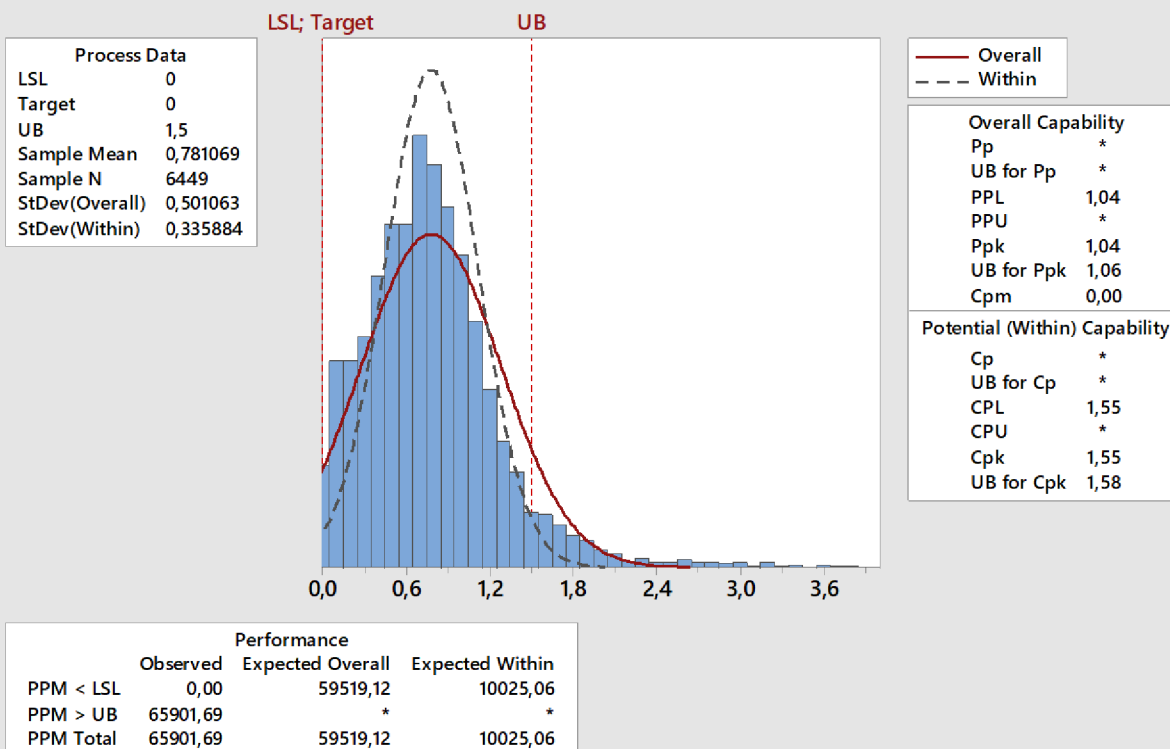 LSL; Target UB
Process Data
LSL 0
Target 0
UB 1,5
Sample Mean 0,781069
Sample N 6449
StDev(Overall) 0,501063
StDev(Within) 0,335884
Overall
Within
Overall Capability
Pp *
UB for Pp *
PPL 1,04
PPU *
Ppk 1,04
UB for Ppk 1,06
Cpm 0,00
Potential (Within) Capability
Cp *
UB for Cp *
CPL 1,55
CPU *
Cpk 1,55
UB for Cpk 1,58
0,0 0,6 1,2 1,8 2,4 3,0 3,6
Performance
Observed Expected Overall Expected Within
PPM < LSL 0,00 59519,12 10025,06
PPM > UB 65901,69 * *
PPM Total 65901,69 59519,12 10025,06